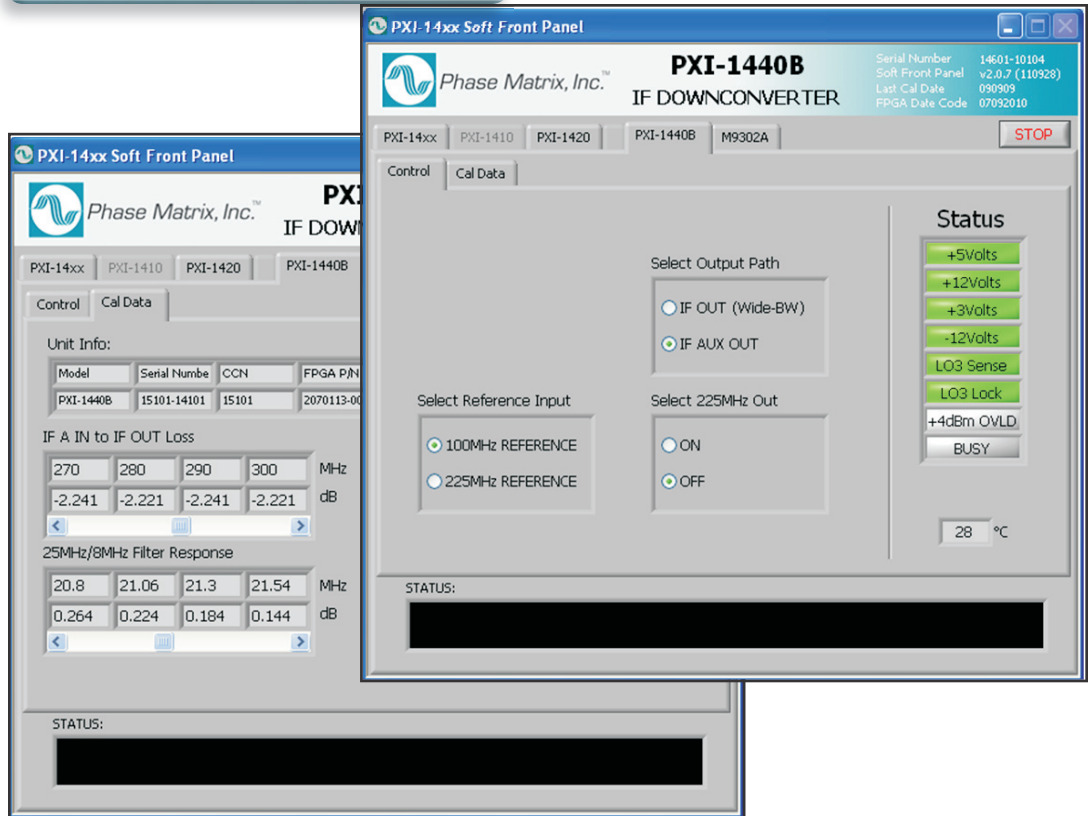 PXI-14xx Soft Front Panel
Phase Matrix, Inc.™
PXI-1440B
IF DOWNCONVERTER
Serial Number 14601-10104
Soft Front Panel v2.0.7 (110928)
Last Cal Date 090909
FPGA Date Code 07092010
PXI-14xx PXI-1410 PXI-1420 PXI-1440B M9302A STOP
Control Cal Data
Select Output Path
IF OUT (Wide-BW)
IF AUX OUT
Select Reference Input
100MHz REFERENCE
225MHz REFERENCE
Select 225MHz Out
ON
OFF
Status
+5Volts
+12Volts
+3Volts
-12Volts
LO3 Sense
LO3 Lock
+4dBm OVLD
BUSY
28 °C
STATUS:
PXI-14xx Soft Front Panel
Phase Matrix, Inc.™
PX
IF DOW
PXI-14xx PXI-1410 PXI-1420 PXI-1440B
Control Cal Data
Unit Info:
Model Serial Numbe CCN FPGA P/N
PXI-1440B 15101-14101 15101 2070113-00
IF A IN to IF OUT Loss
270 280 290 300 MHz
-2.241 -2.221 -2.241 -2.221 dB
25MHz/8MHz Filter Response
20.8 21.06 21.3 21.54 MHz
0.264 0.224 0.184 0.144 dB
STATUS: